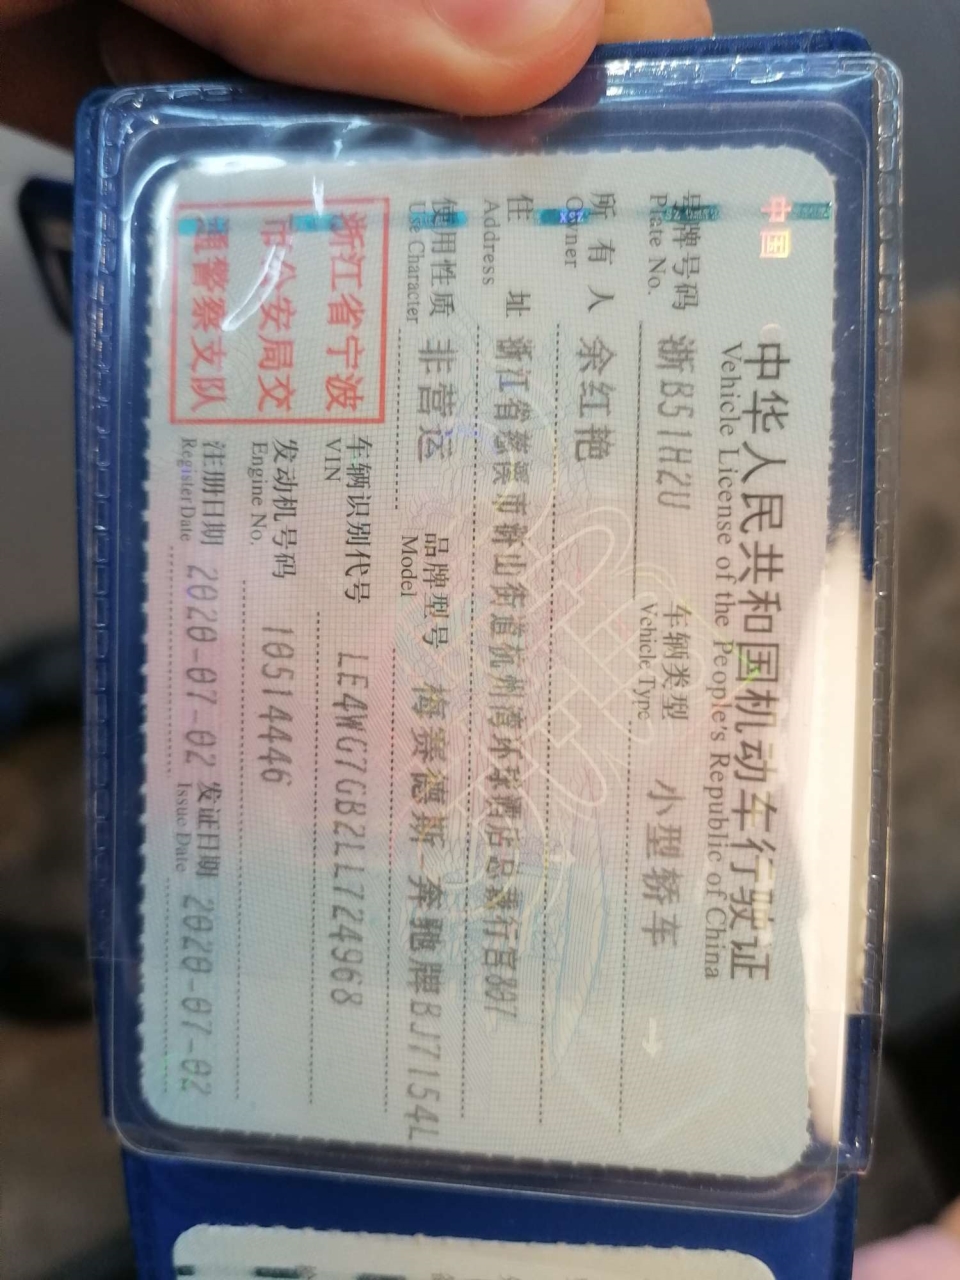 中国
中华人民共和国机动车行驶证
Vehicle License of the People's Republic of China
号牌号码 浙B51H2U 车辆类型 小型轿车
Plate No. Vehicle Type
所有人 余红艳
Owner
住址 浙江省慈溪市 山街道杭州湾环球酒店总 行宫807
Address
使用性质 非营运 品牌型号 梅赛德斯-奔驰牌BJ7154L
Use Character Model
浙江省宁波
市公安局交
通警察支队
车辆识别代号 LE4WG7GB2LL724968
VIN
发动机号码 10514446
Engine No.
注册日期 2020-07-02 发证日期 2020-07-02
Register Date Issue Date